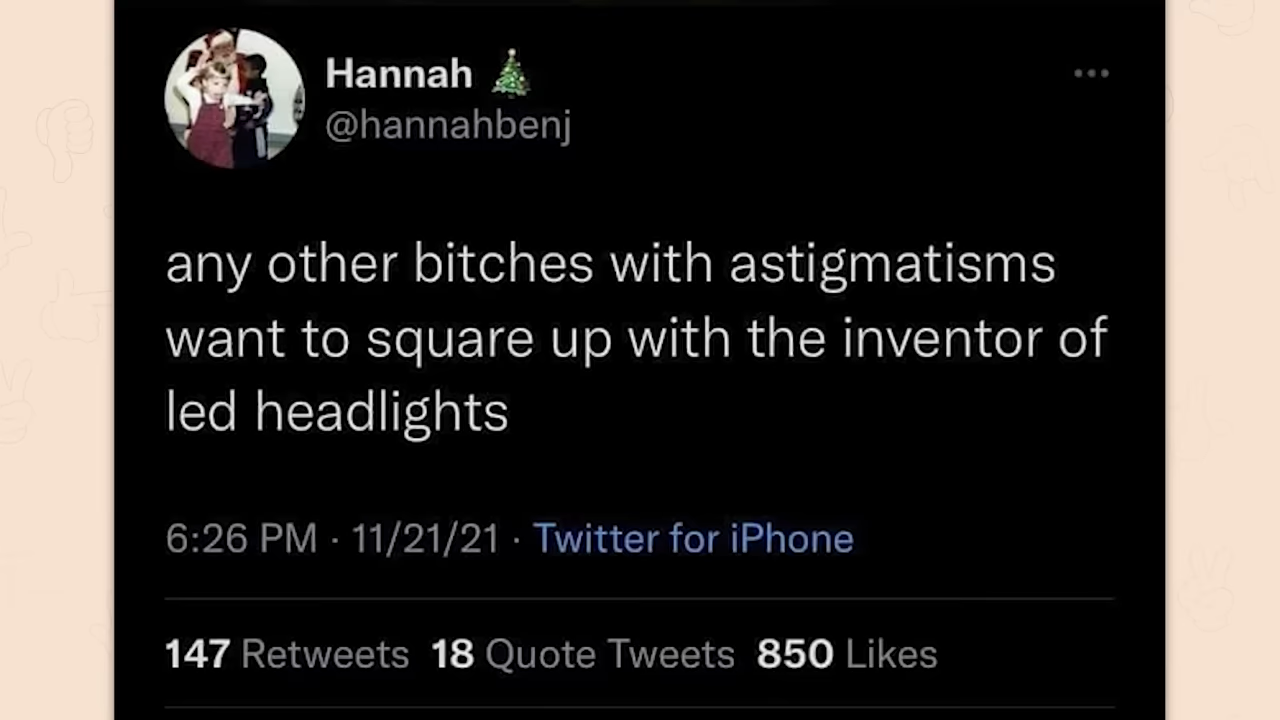 Hannah 🎄
@hannahbenj
any other bitches with astigmatisms
want to square up with the inventor of
led headlights
6:26 PM · 11/21/21 · Twitter for iPhone
147 Retweets 18 Quote Tweets 850 Likes